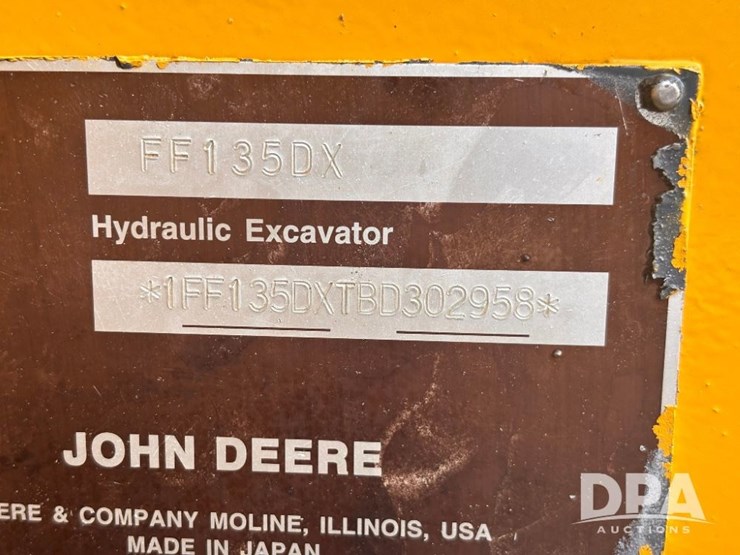 FF135DX
Hydraulic Excavator
*1FF135DXTBD302958*
JOHN DEERE
ERE & COMPANY MOLINE, ILLINOIS, USA
MADE IN JAPAN
DPA
AUCTIONS